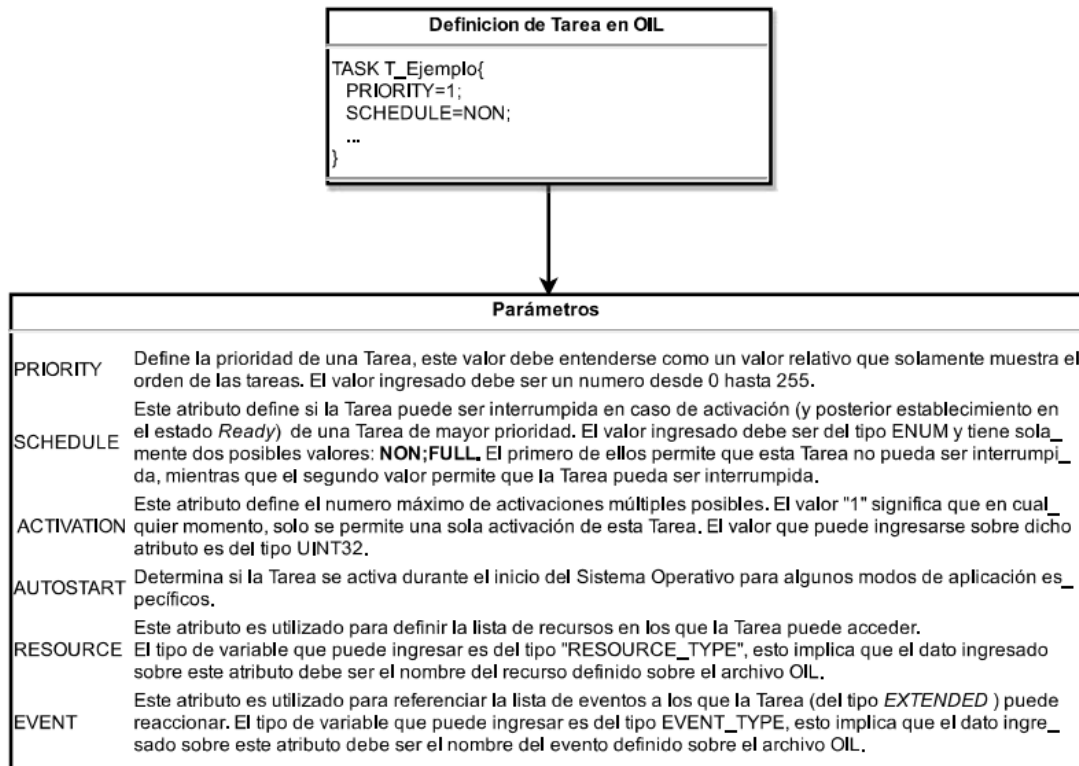 Definicion de Tarea en OIL
TASK T_Ejemplo{
PRIORITY=1;
SCHEDULE=NON;
...
}
Parámetros
PRIORITY
Define la prioridad de una Tarea, este valor debe entenderse como un valor relativo que solamente muestra el
orden de las tareas. El valor ingresado debe ser un numero desde 0 hasta 255.
SCHEDULE
Este atributo define si la Tarea puede ser interrumpida en caso de activación (y posterior establecimiento en
el estado Ready) de una Tarea de mayor prioridad. El valor ingresado debe ser del tipo ENUM y tiene sola_
mente dos posibles valores: NON;FULL. El primero de ellos permite que esta Tarea no pueda ser interrumpi_
da, mientras que el segundo valor permite que la Tarea pueda ser interrumpida.
ACTIVATION
Este atributo define el numero máximo de activaciones múltiples posibles. El valor "1" significa que en cual_
quier momento, solo se permite una sola activación de esta Tarea. El valor que puede ingresarse sobre dicho
atributo es del tipo UINT32.
AUTOSTART
Determina si la Tarea se activa durante el inicio del Sistema Operativo para algunos modos de aplicación es_
pecíficos.
RESOURCE
Este atributo es utilizado para definir la lista de recursos en los que la Tarea puede acceder.
El tipo de variable que puede ingresar es del tipo "RESOURCE_TYPE", esto implica que el dato ingresado
sobre este atributo debe ser el nombre del recurso definido sobre el archivo OIL.
EVENT
Este atributo es utilizado para referenciar la lista de eventos a los que la Tarea (del tipo EXTENDED ) puede
reaccionar. El tipo de variable que puede ingresar es del tipo EVENT_TYPE, esto implica que el dato ingre_
sado sobre este atributo debe ser el nombre del evento definido sobre el archivo OIL.